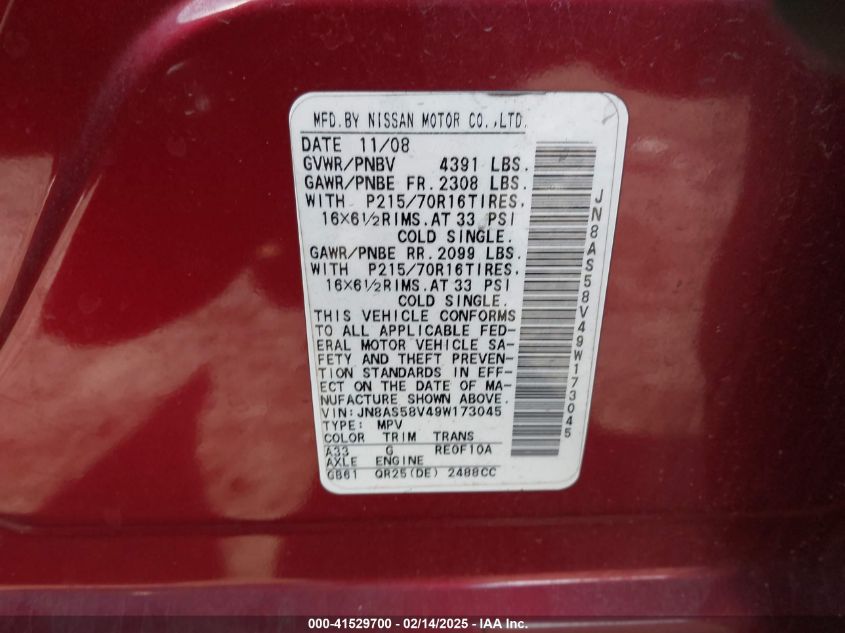 MFD.BY NISSAN MOTOR CO.,LTD.
DATE 11/08
GVWR/PNBV 4391 LBS.
GAWR/PNBE FR.2308 LBS.
WITH P215/70R16TIRES.
16X6½RIMS.AT 33 PSI
COLD SINGLE.
GAWR/PNBE RR.2099 LBS.
WITH P215/70R16TIRES.
16X6½RIMS.AT 33 PSI
COLD SINGLE.
THIS VEHICLE CONFORMS
TO ALL APPLICABLE FED-
ERAL MOTOR VEHICLE SA-
FETY AND THEFT PREVEN-
TION STANDARDS IN EFF-
ECT ON THE DATE OF MA-
NUFACTURE SHOWN ABOVE.
VIN:JN8AS58V49W173045
TYPE: MPV
COLOR TRIM TRANS
A33 G RE0F10A
AXLE ENGINE
GB61 QR25(DE) 2488CC
JN8AS58V49W173045
000-41529700 - 02/14/2025 - IAA Inc.